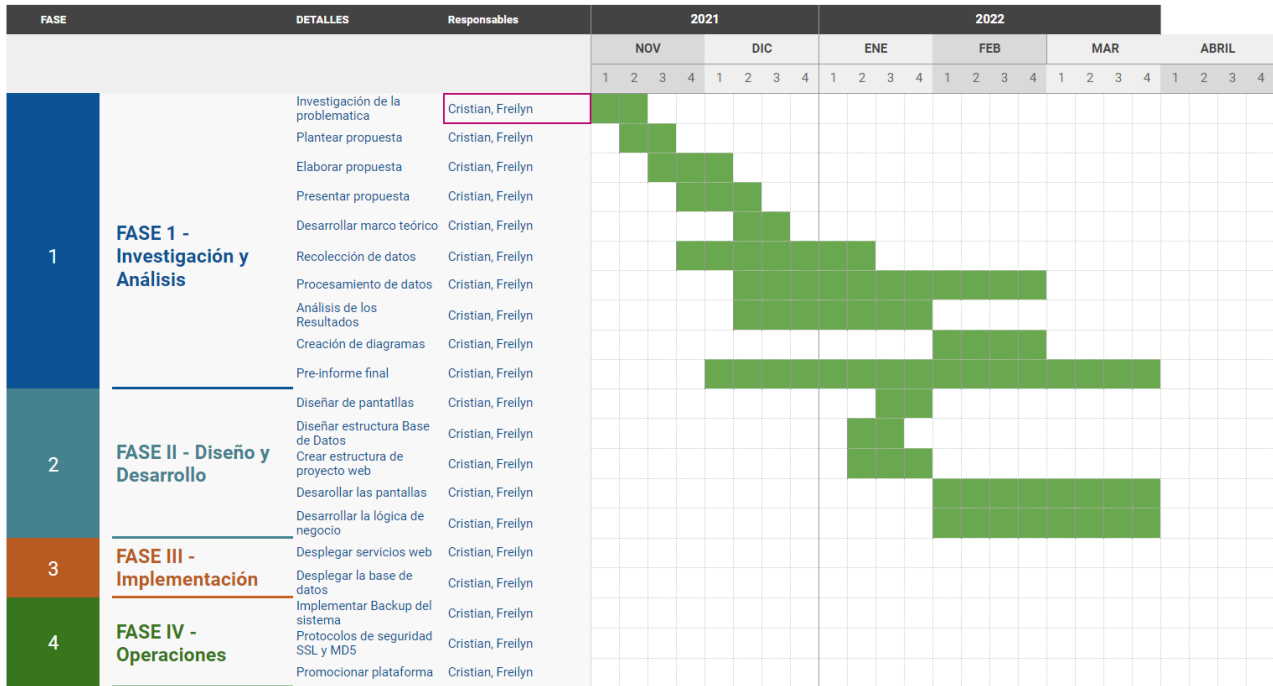 FASE DETALLES Responsables 2021 2022
NOV DIC ENE FEB MAR ABRIL
1 2 3 4 1 2 3 4 1 2 3 4 1 2 3 4 1 2 3 4 1 2 3 4
1
FASE 1 -
Investigación y
Análisis
Investigación de la
problematica
Cristian, Freilyn
Plantear propuesta Cristian, Freilyn
Elaborar propuesta Cristian, Freilyn
Presentar propuesta Cristian, Freilyn
Desarrollar marco teórico Cristian, Freilyn
Recolección de datos Cristian, Freilyn
Procesamiento de datos Cristian, Freilyn
Análisis de los
Resultados
Cristian, Freilyn
Creación de diagramas Cristian, Freilyn
Pre-informe final Cristian, Freilyn
2
FASE II - Diseño y
Desarrollo
Diseñar de pantatllas Cristian, Freilyn
Diseñar estructura Base
de Datos
Cristian, Freilyn
Crear estructura de
proyecto web
Cristian, Freilyn
Desarollar las pantallas Cristian, Freilyn
Desarrollar la lógica de
negocio
Cristian, Freilyn
3
FASE III -
Implementación
Desplegar servicios web Cristian, Freilyn
Desplegar la base de
datos
Cristian, Freilyn
4
FASE IV -
Operaciones
Implementar Backup del
sistema
Cristian, Freilyn
Protocolos de seguridad
SSL y MD5
Cristian, Freilyn
Promocionar plataforma Cristian, Freilyn